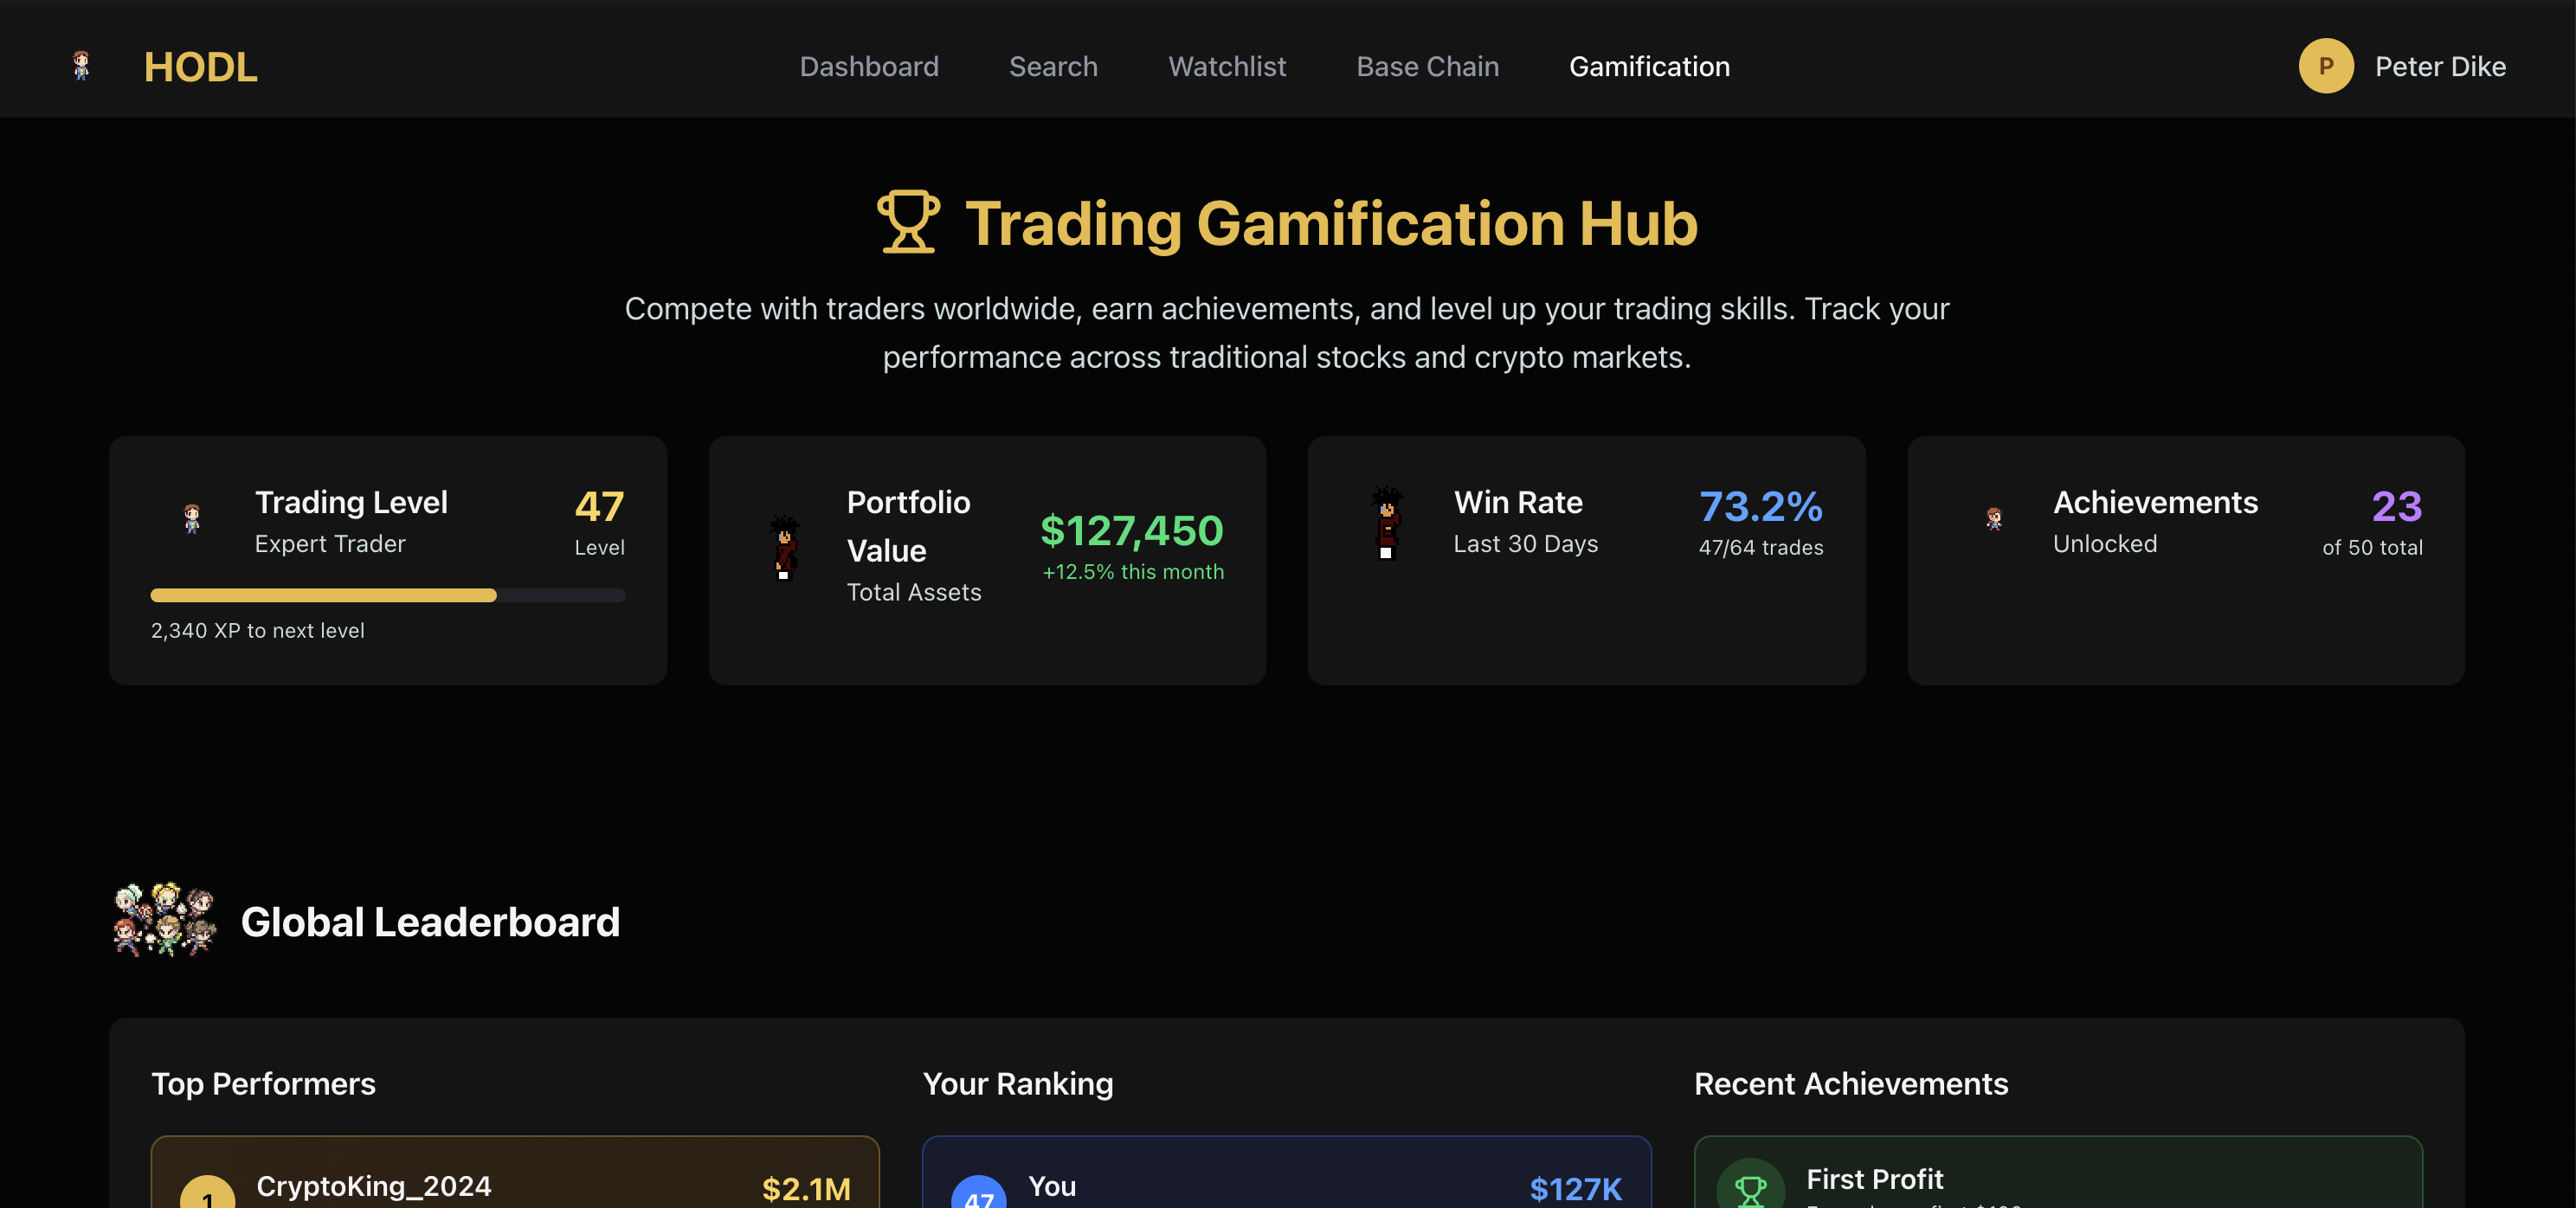 HODL
Dashboard
Search
Watchlist
Base Chain
Gamification
P
Peter Dike
Trading Gamification Hub
Compete with traders worldwide, earn achievements, and level up your trading skills. Track your
performance across traditional stocks and crypto markets.
Trading Level
Expert Trader
47
Level
2,340 XP to next level
Portfolio
Value
Total Assets
$127,450
+12.5% this month
Win Rate
Last 30 Days
73.2%
47/64 trades
Achievements
Unlocked
23
of 50 total
Global Leaderboard
Top Performers
1
CryptoKing_2024
$2.1M
Your Ranking
47
You
$127K
Recent Achievements
First Profit